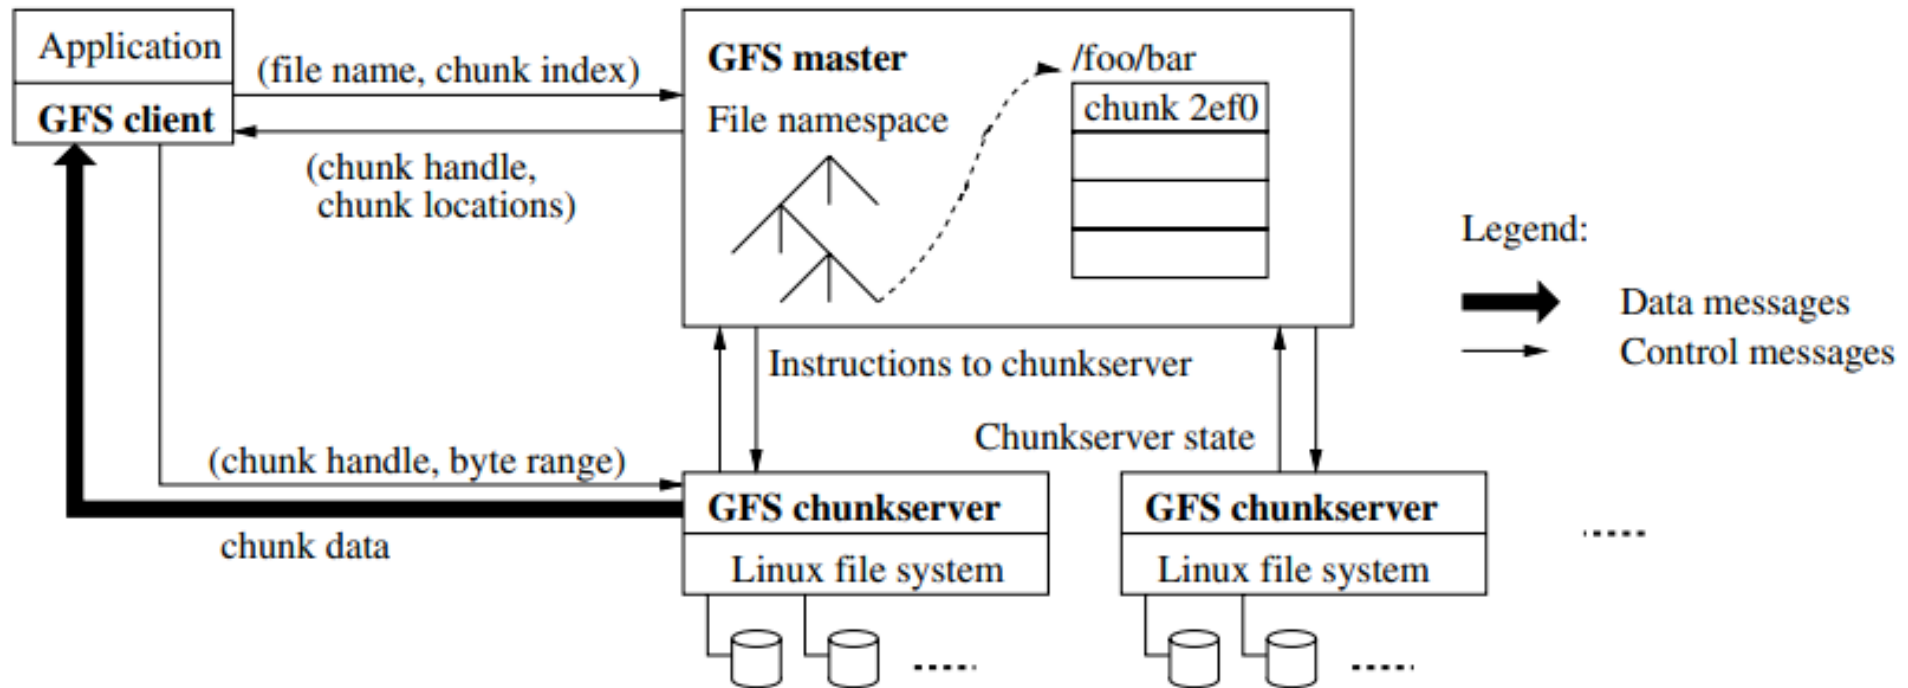 Application
GFS client
(file name, chunk index)
(chunk handle,
chunk locations)
GFS master
File namespace
/foo/bar
chunk 2ef0
Legend:
Data messages
Control messages
Instructions to chunkserver
Chunkserver state
(chunk handle, byte range)
chunk data
GFS chunkserver
Linux file system
GFS chunkserver
Linux file system